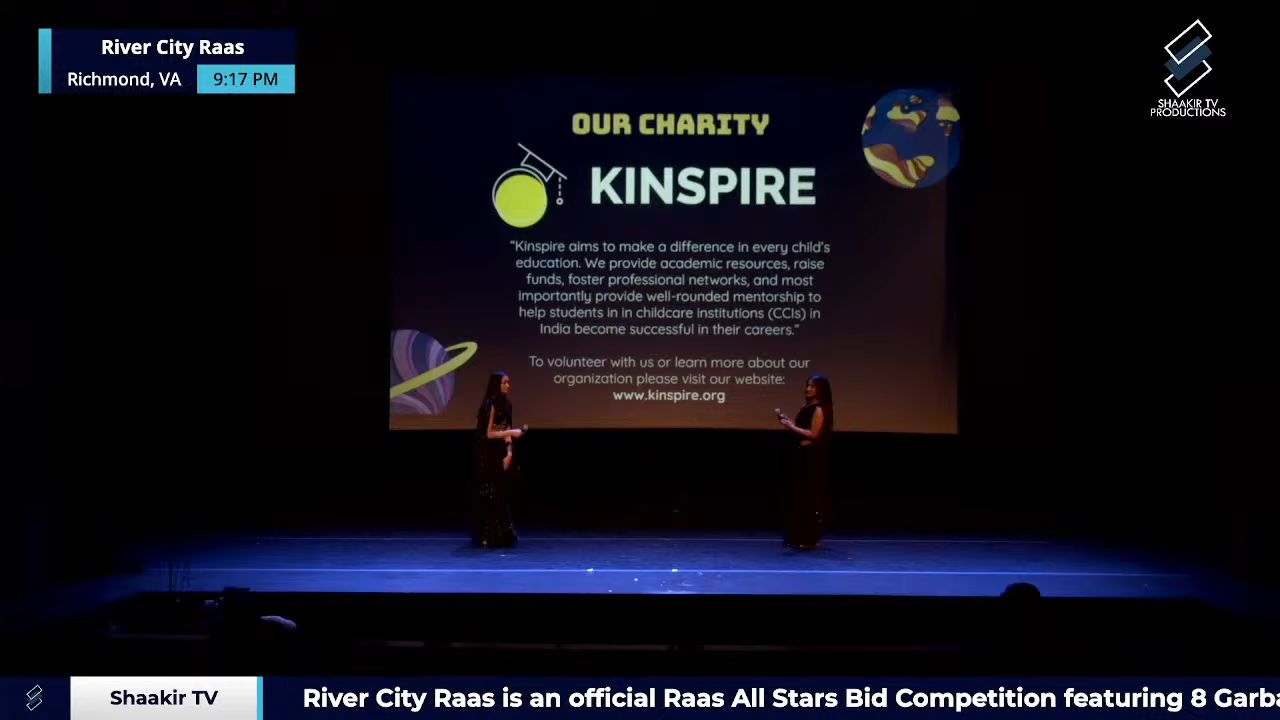 River City Raas
Richmond, VA 9:17 PM
SHAAKIR TV
PRODUCTIONS
OUR CHARITY
KINSPIRE
“Kinspire aims to make a difference in every child's
education. We provide academic resources, raise
funds, foster professional networks, and most
importantly provide well-rounded mentorship to
help students in in childcare institutions (CCIs) in
India become successful in their careers.”
To volunteer with us or learn more about our
organization please visit our website:
www.kinspire.org
Shaakir TV
River City Raas is an official Raas All Stars Bid Competition featuring 8 Garba